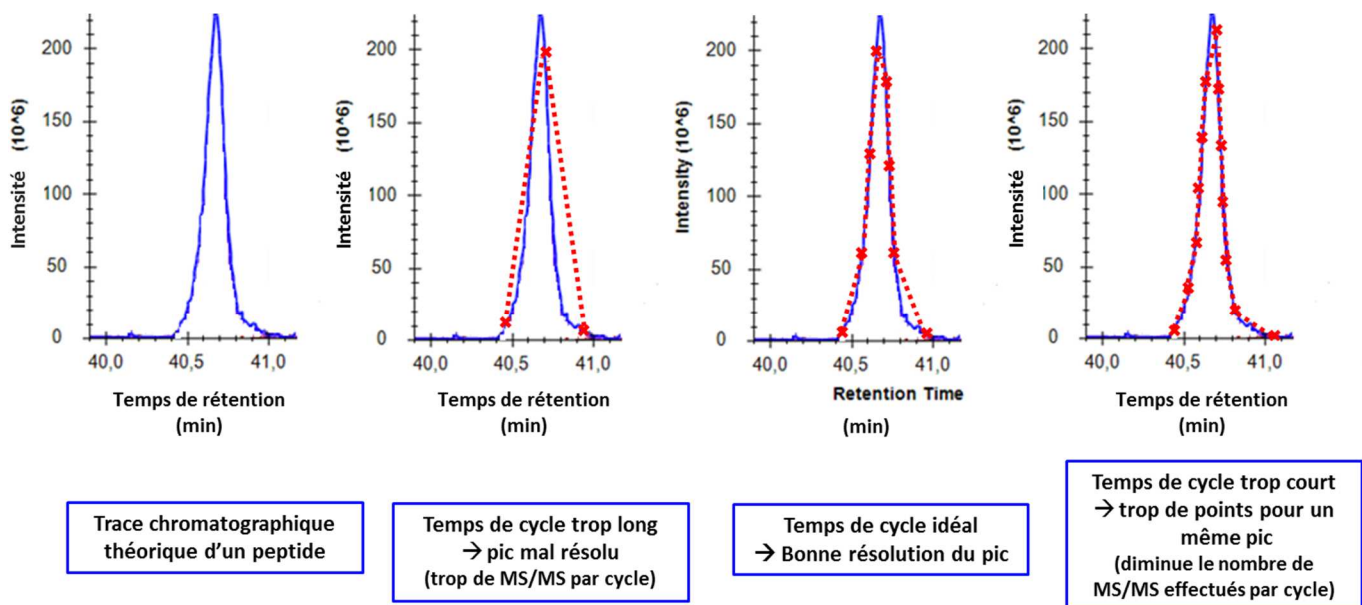 Intensité (10^6)
200
150
100
50
0
40,0 40,5 41,0
Temps de rétention
(min)
Trace chromatographique
théorique d'un peptide
Intensité (10^6)
200
150
100
50
0
40,0 40,5 41,0
Temps de rétention
(min)
Temps de cycle trop long
→ pic mal résolu
(trop de MS/MS par cycle)
Intensity (10^6)
200
150
100
50
0
40,0 40,5 41,0
Retention Time
(min)
Temps de cycle idéal
→ Bonne résolution du pic
Intensité (10^6)
200
150
100
50
0
40,0 40,5 41,0
Temps de rétention
(min)
Temps de cycle trop court
→ trop de points pour un
même pic
(diminue le nombre de
MS/MS effectués par cycle)